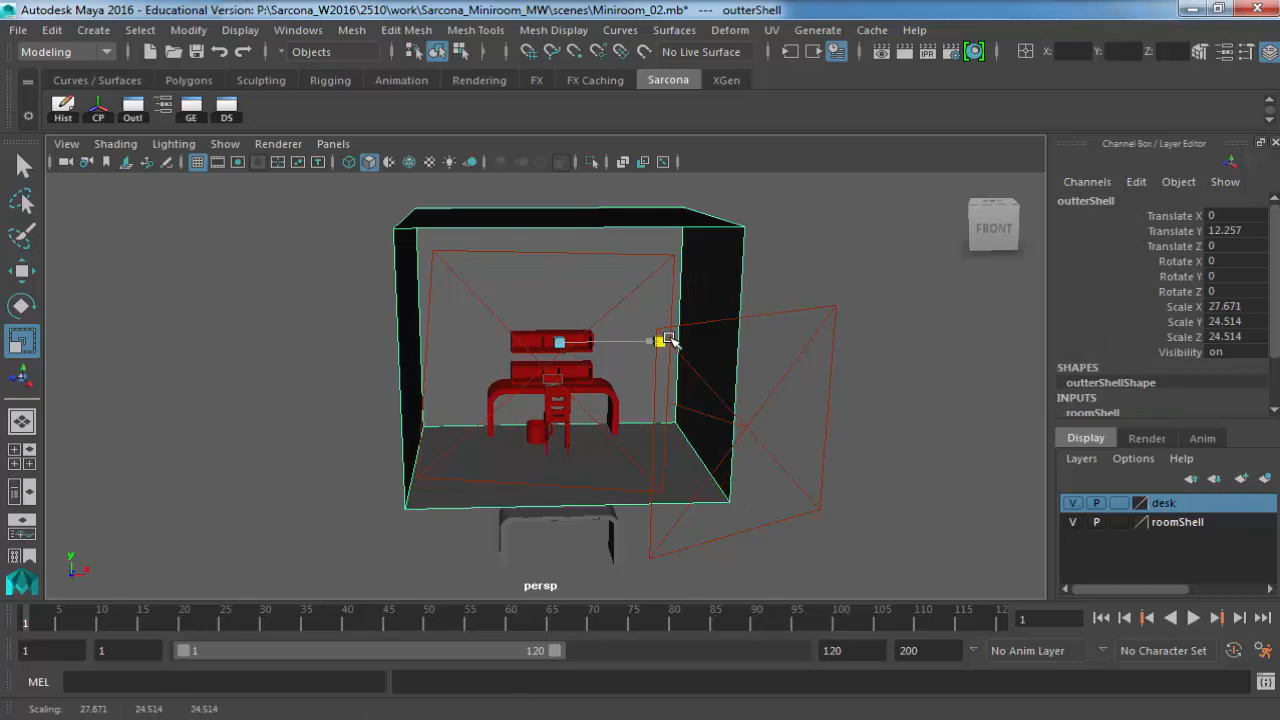 Autodesk Maya 2016 - Educational Version: P:\Sarcona_W2016\2510\work\Sarcona_Miniroom_MW\scenes\Miniroom_02.mb* --- outterShell
File Edit Create Select Modify Display Windows Mesh Edit Mesh Mesh Tools Mesh Display Curves Surfaces Deform UV Generate Cache Help
Modeling Objects No Live Surface X: Y: Z:
Curves / Surfaces Polygons Sculpting Rigging Animation Rendering FX FX Caching Sarcona XGen
Hist CP Outl GE DS
View Shading Lighting Show Renderer Panels
Channel Box / Layer Editor
Channels Edit Object Show
outterShell
Translate X 0
Translate Y 12.257
Translate Z 0
Rotate X 0
Rotate Y 0
Rotate Z 0
Scale X 27.671
Scale Y 24.514
Scale Z 24.514
Visibility on
SHAPES
outterShellShape
INPUTS
roomShell
Display Render Anim
Layers Options Help
V P desk
V P roomShell
FRONT
y
persp
5 10 15 20 25 30 35 40 45 50 55 60 65 70 75 80 85 90 95 100 105 110 115 12
1
1
1 1 1 120 120 200 No Anim Layer No Character Set
MEL
Scaling: 27.671 24.514 24.514